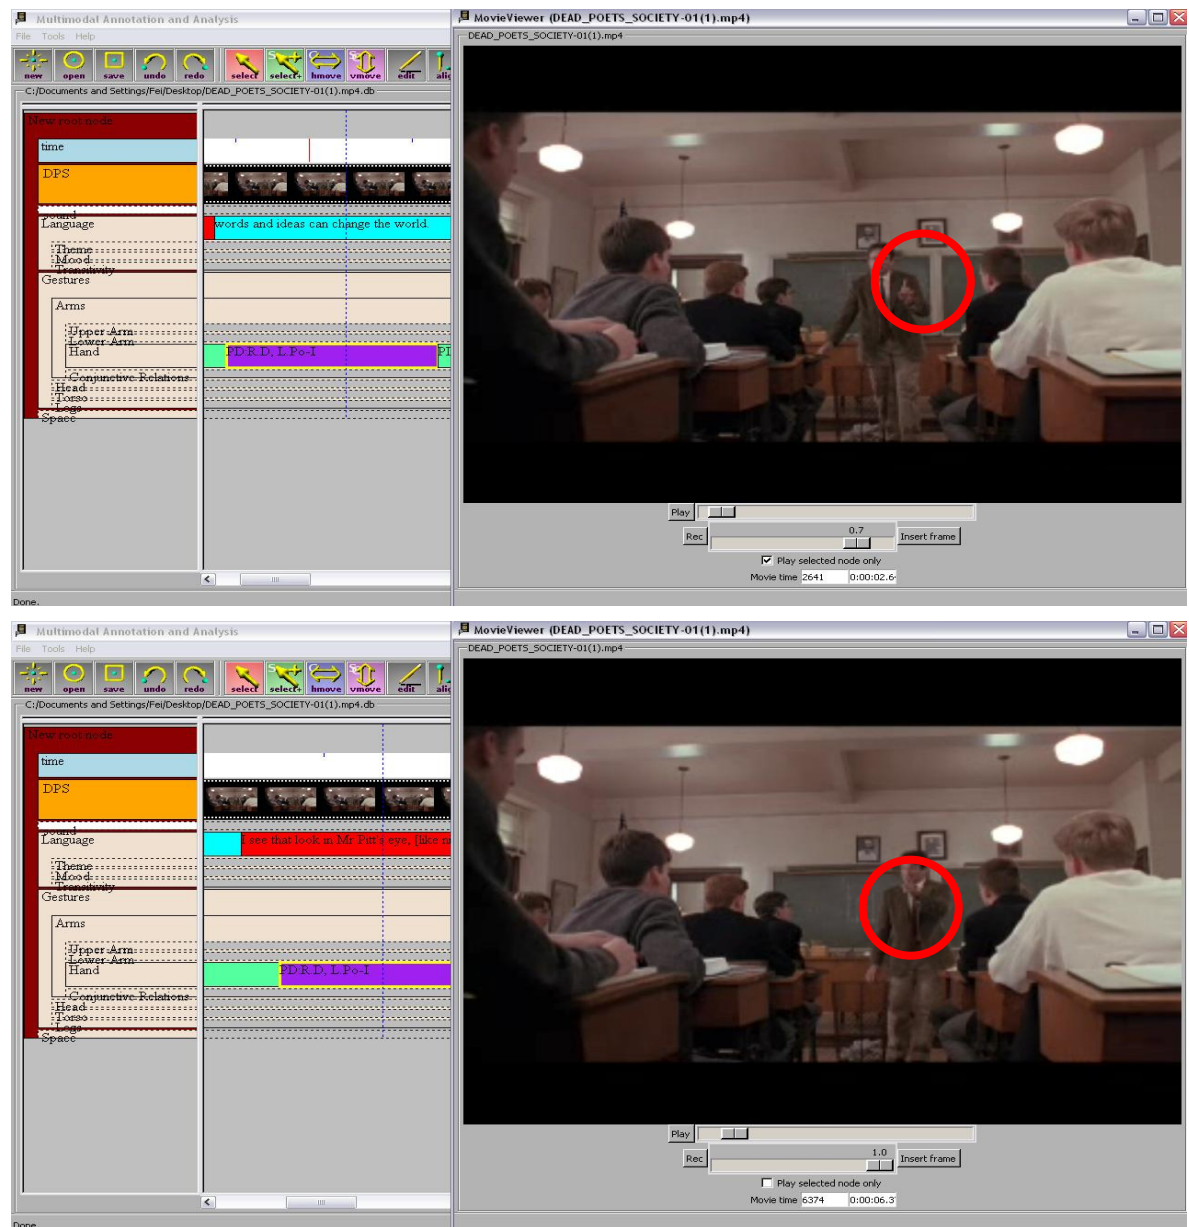 Multimodal Annotation and Analysis
File Tools Help
new open save undo redo select select+ hmove vmove edit
C:/Documents and Settings/Fei/Desktop/DEAD_POETS_SOCIETY-01(1).mp4.db
New root node
time
DPS
Sound
Language
words and ideas can change the world.
Theme
Mood
Transitivity
Gestures
Arms
Upper Arm
Lower Arm
Hand
PD:R D, L Po-I
Conjunctive Relations
Head
Torso
Legs
Space
Done.
MovieViewer (DEAD_POETS_SOCIETY-01(1).mp4)
DEAD_POETS_SOCIETY-01(1).mp4
Play
0.7
Rec
Insert frame
Play selected node only
Movie time 2641 0:00:02.6
Multimodal Annotation and Analysis
File Tools Help
new open save undo redo select select+ hmove vmove edit
C:/Documents and Settings/Fei/Desktop/DEAD_POETS_SOCIETY-01(1).mp4.db
New root node
time
DPS
Sound
Language
I see that look in Mr Pitt's eye, [like
Theme
Mood
Transitivity
Gestures
Arms
Upper Arm
Lower Arm
Hand
PD:R D, L Po-I
Conjunctive Relations
Head
Torso
Legs
Space
Done.
MovieViewer (DEAD_POETS_SOCIETY-01(1).mp4)
DEAD_POETS_SOCIETY-01(1).mp4
Play
1.0
Rec
Insert frame
Play selected node only
Movie time 6374 0:00:06.3